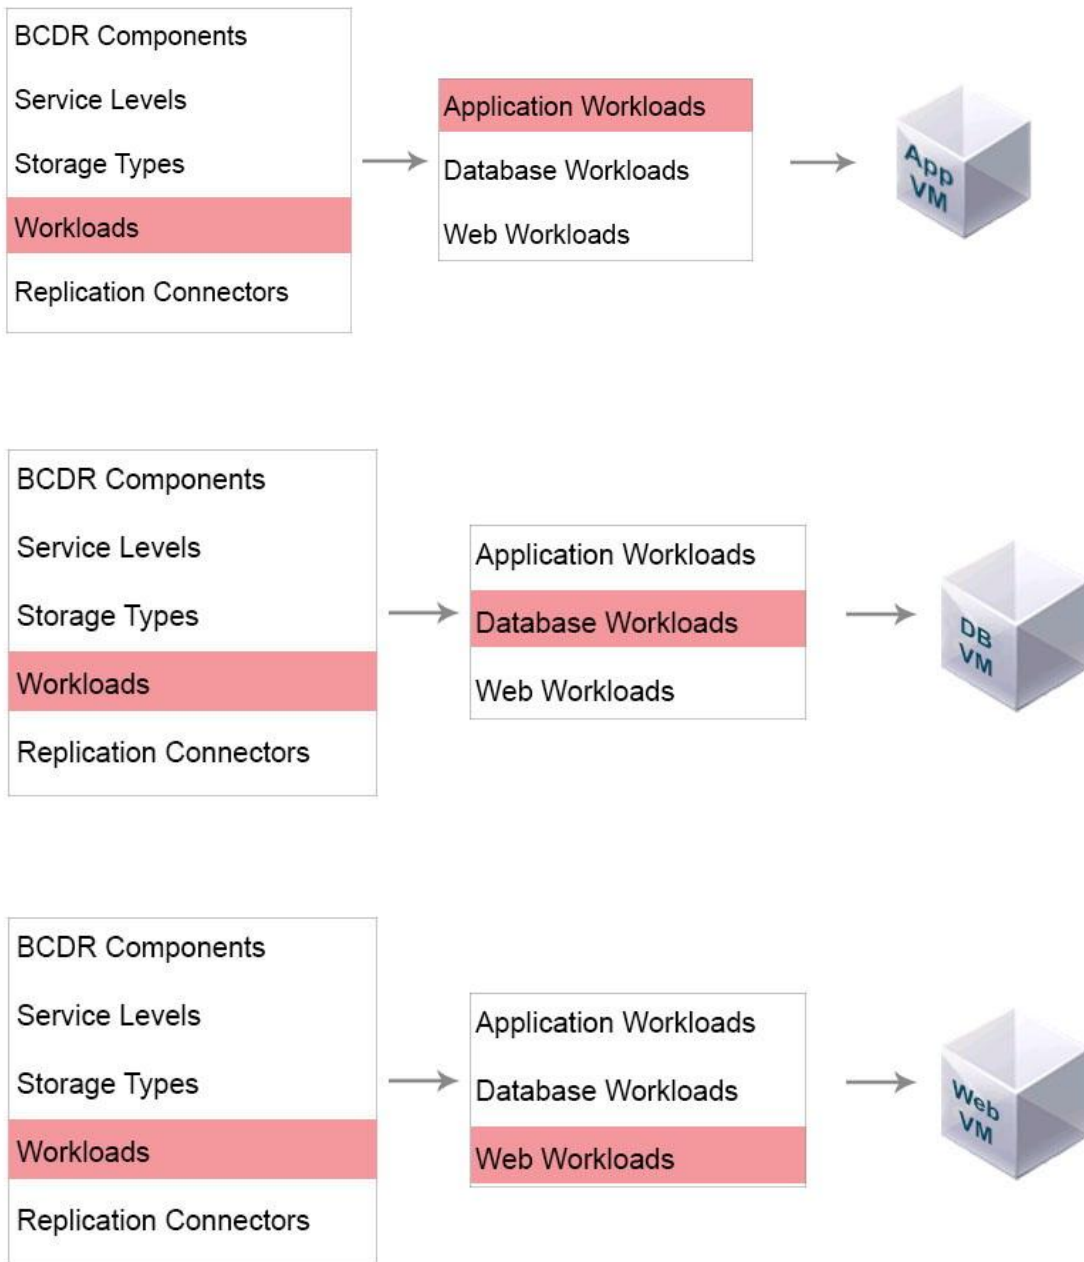 BCDR Components
Service Levels
Storage Types
Workloads
Replication Connectors
Application Workloads
Database Workloads
Web Workloads
App
VM
BCDR Components
Service Levels
Storage Types
Workloads
Replication Connectors
Application Workloads
Database Workloads
Web Workloads
DB
VM
BCDR Components
Service Levels
Storage Types
Workloads
Replication Connectors
Application Workloads
Database Workloads
Web Workloads
Web
VM